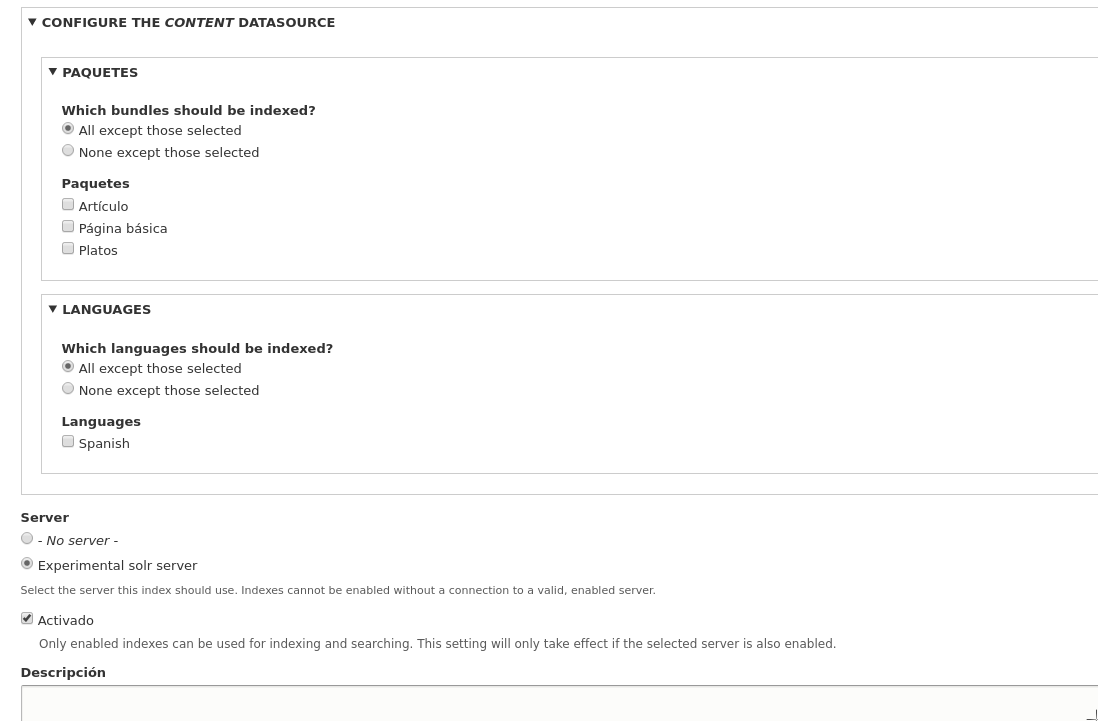 CONFIGURE THE CONTENT DATASOURCE
PAQUETES
Which bundles should be indexed?
All except those selected
None except those selected
Paquetes
Artículo
Página básica
Platos
LANGUAGES
Which languages should be indexed?
All except those selected
None except those selected
Languages
Spanish
Server
- No server -
Experimental solr server
Select the server this index should use. Indexes cannot be enabled without a connection to a valid, enabled server.
Activado
Only enabled indexes can be used for indexing and searching. This setting will only take effect if the selected server is also enabled.
Descripción